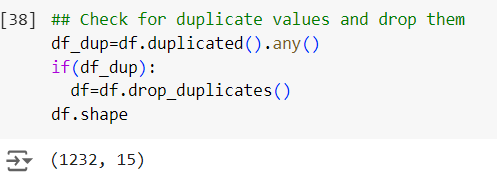 [38] ## Check for duplicate values and drop them
df_dup=df.duplicated().any()
if(df_dup):
  df=df.drop_duplicates()
df.shape
(1232, 15)